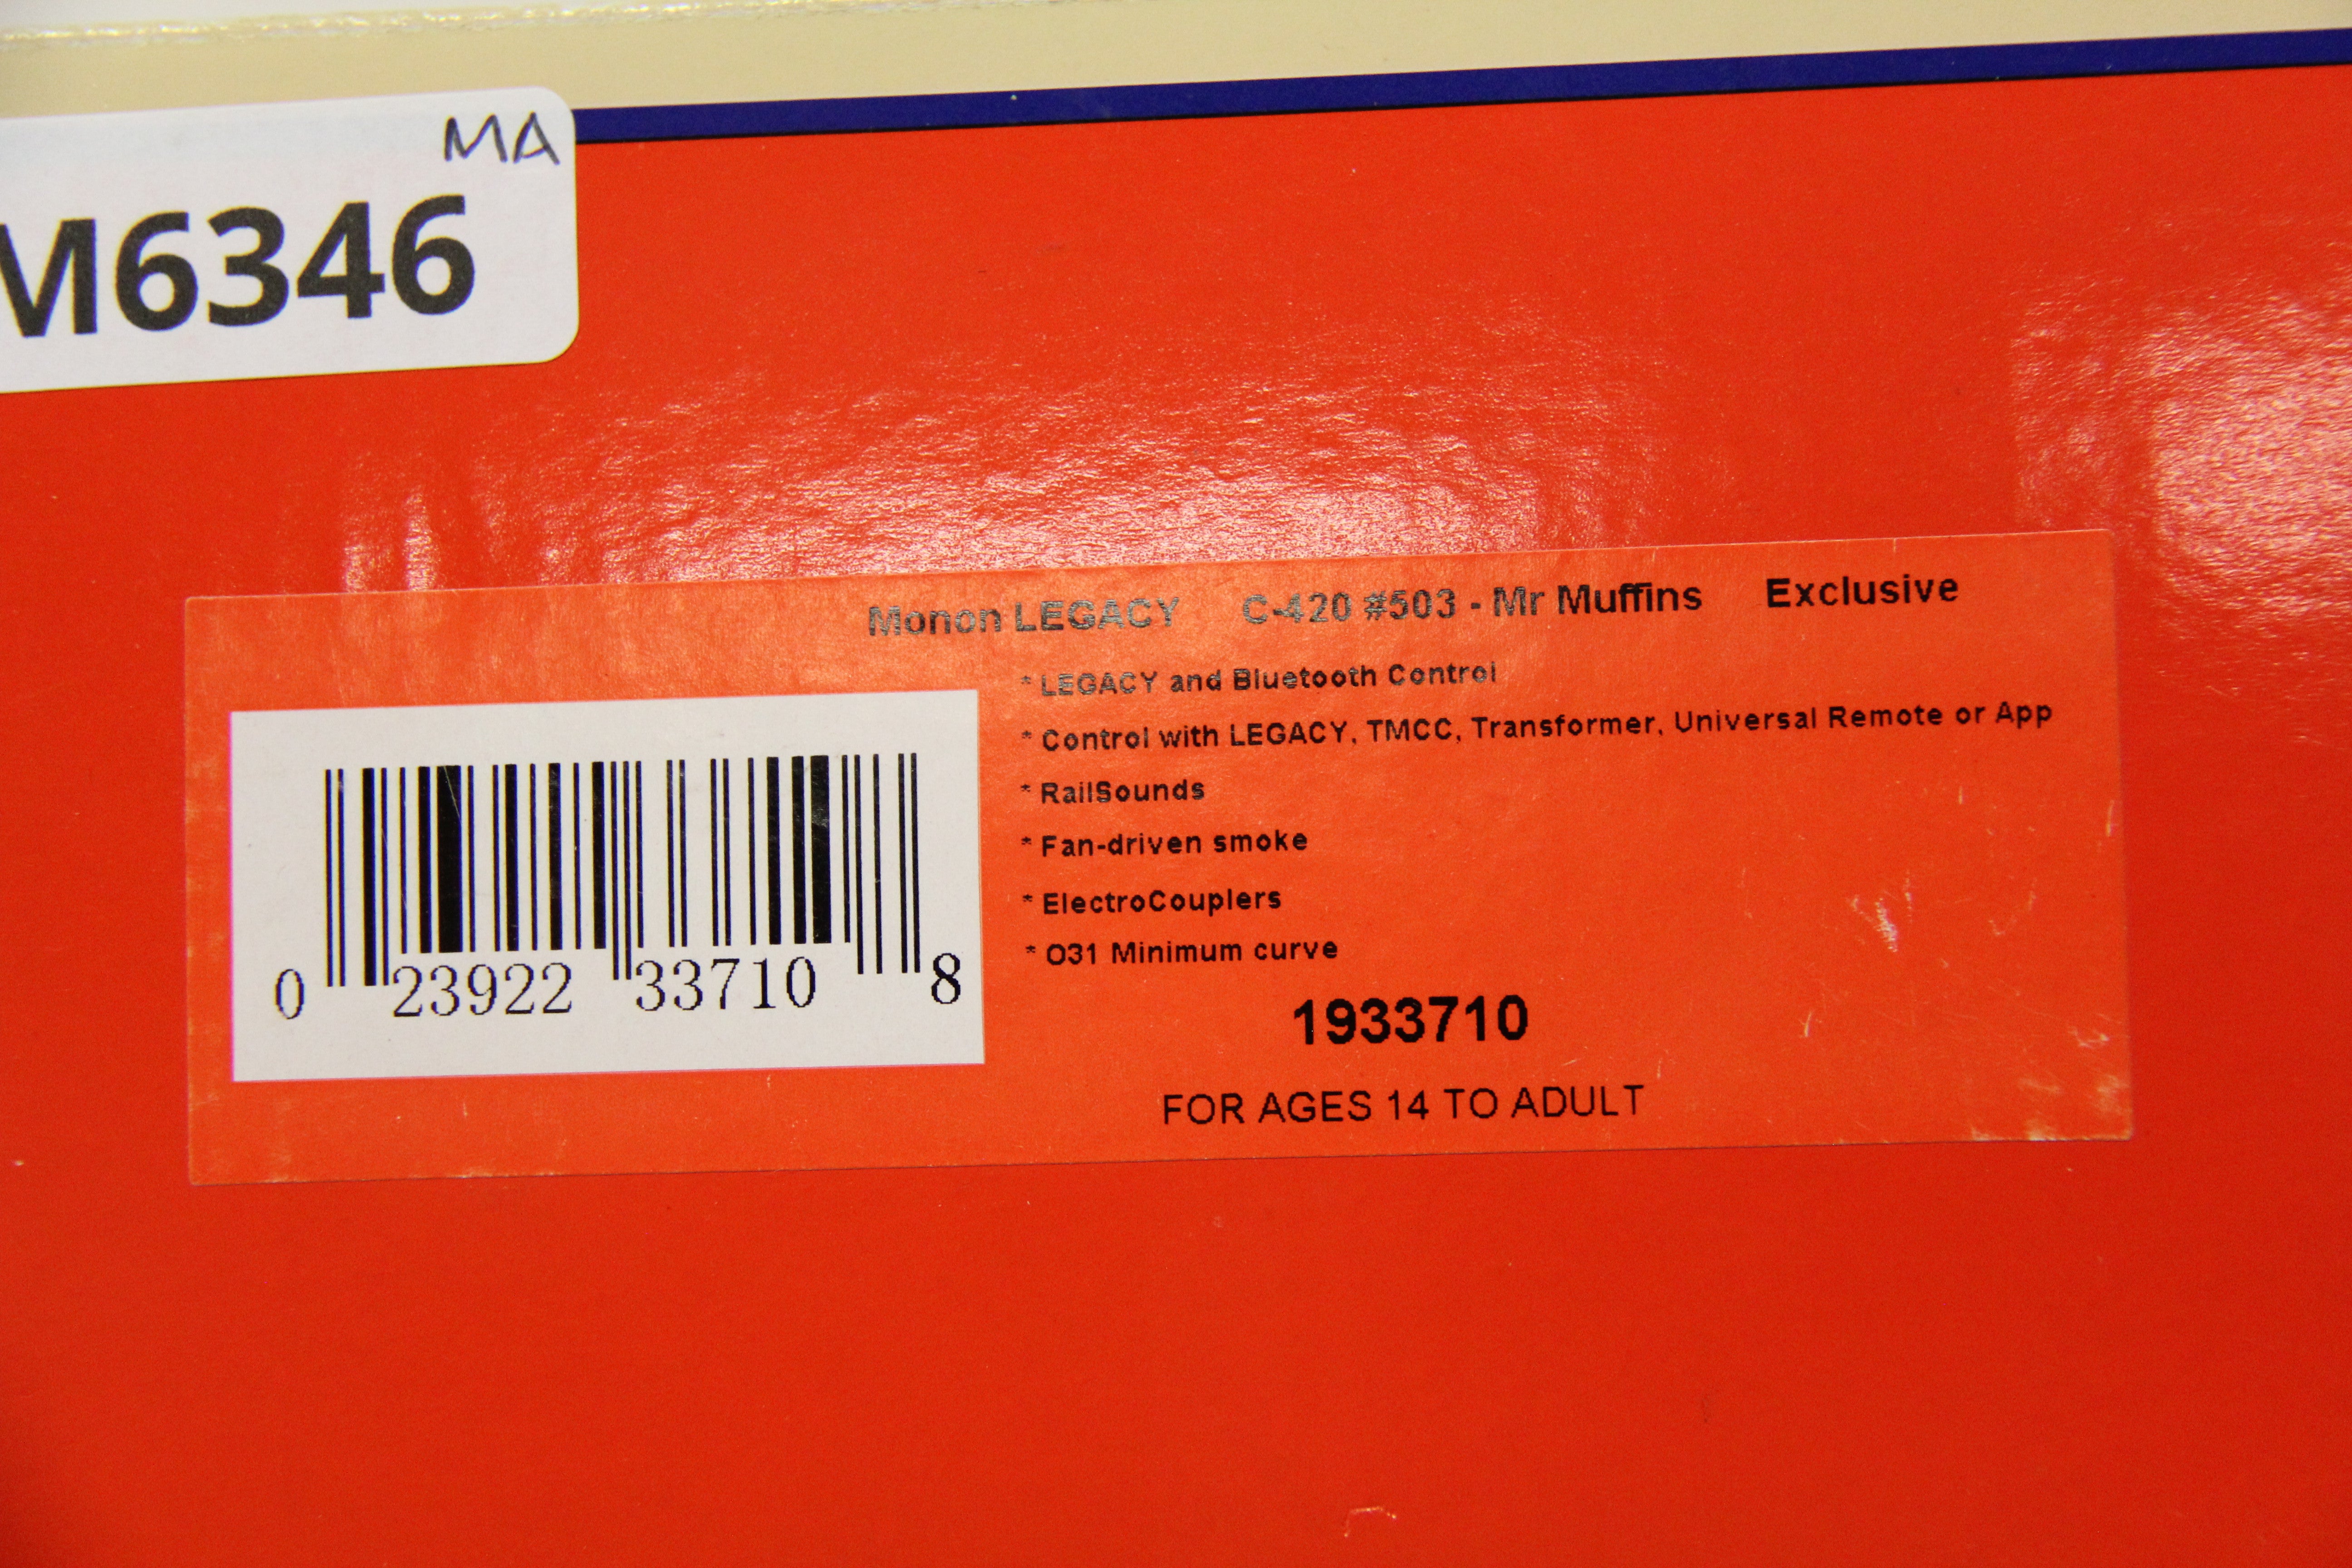 MA
M6346
Monon LEGACY C-420 #503 - Mr Muffins Exclusive
* LEGACY and Bluetooth Control
* Control with LEGACY, TMCC, Transformer, Universal Remote or App
* RailSounds
* Fan-driven smoke
* ElectroCouplers
* O31 Minimum curve
0 23922 33710 8
1933710
FOR AGES 14 TO ADULT